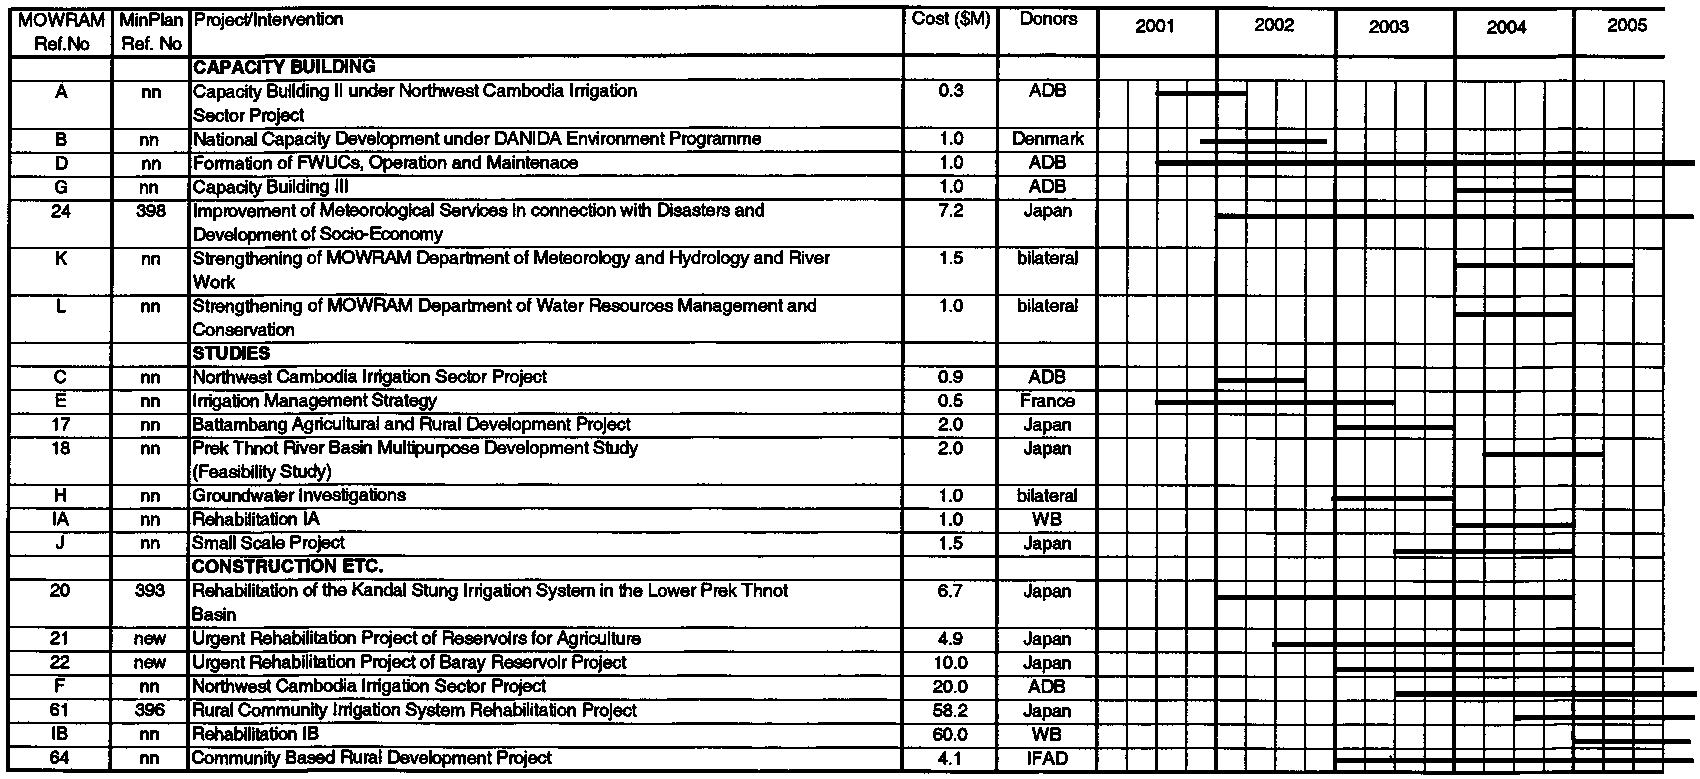 MOWRAM MinPlan Project/Intervention Cost ($M) Donors 2001 2002 2003 2004 2005
Ref.No Ref. No
CAPACITY BUILDING
A nn Capacity Building II under Northwest Cambodia Irrigation 0.3 ADB
Sector Project
B nn National Capacity Development under DANIDA Environment Programme 1.0 Denmark
D nn Formation of FWUCs, Operation and Maintenace 1.0 ADB
G nn Capacity Building III 1.0 ADB
24 398 Improvement of Meteorological Services in connection with Disasters and 7.2 Japan
Development of Socio-Economy
K nn Strengthening of MOWRAM Department of Meteorology and Hydrology and River 1.5 bilateral
Work
L nn Strengthening of MOWRAM Department of Water Resources Management and 1.0 bilateral
Conservation
STUDIES
C nn Northwest Cambodia Irrigation Sector Project 0.9 ADB
E nn Irrigation Management Strategy 0.5 France
17 nn Battambang Agricultural and Rural Development Project 2.0 Japan
18 nn Prek Thnot River Basin Multipurpose Development Study 2.0 Japan
(Feasibility Study)
H nn Groundwater Investigations 1.0 bilateral
IA nn Rehabilitation IA 1.0 WB
J nn Small Scale Project 1.5 Japan
CONSTRUCTION ETC.
20 393 Rehabilitation of the Kandal Stung Irrigation System in the Lower Prek Thnot 6.7 Japan
Basin
21 new Urgent Rehabilitation Project of Reservoirs for Agriculture 4.9 Japan
22 new Urgent Rehabilitation Project of Baray Reservoir Project 10.0 Japan
F nn Northwest Cambodia Irrigation Sector Project 20.0 ADB
61 396 Rural Community Irrigation System Rehabilitation Project 58.2 Japan
IB nn Rehabilitation IB 60.0 WB
64 nn Community Based Rural Development Project 4.1 IFAD